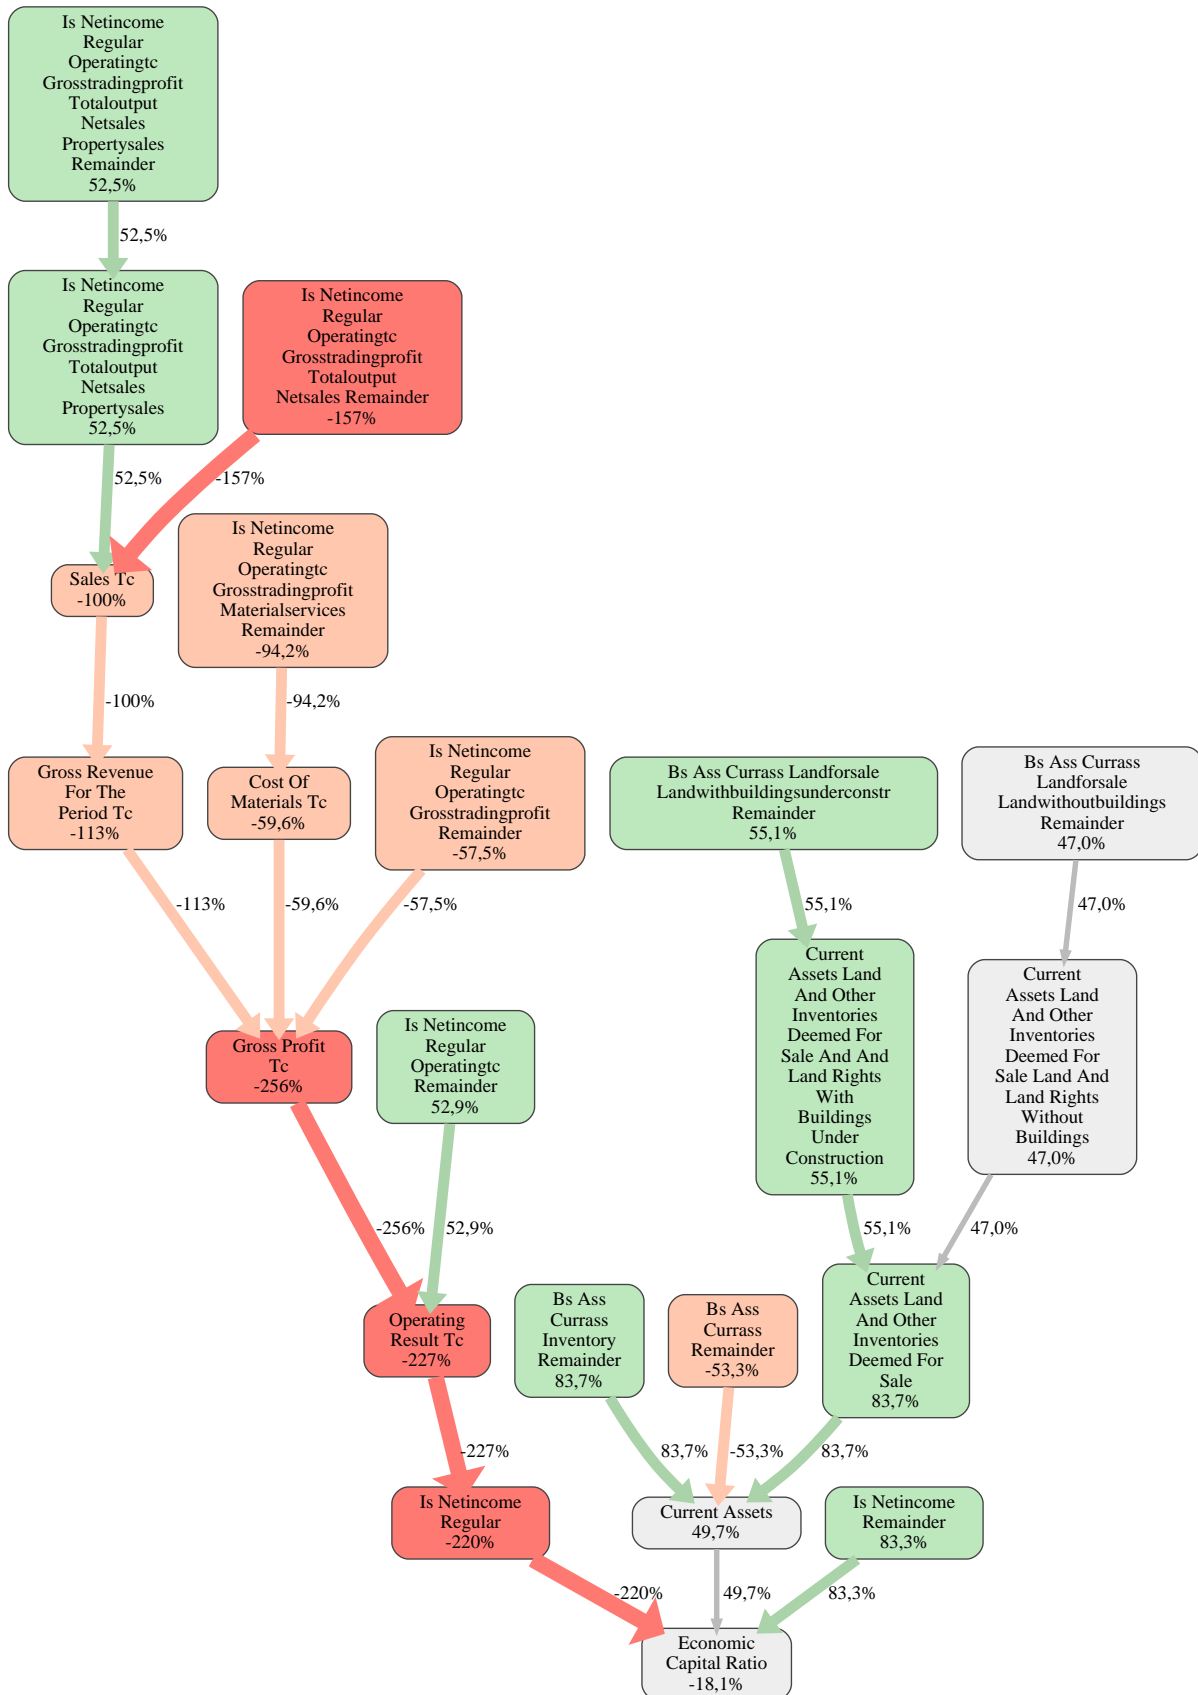 Is Netincome
Regular
Operatingtc
Grosstradingprofit
Totaloutput
Netsales
Propertysales
Remainder
52,5%
52,5%
Is Netincome
Regular
Operatingtc
Grosstradingprofit
Totaloutput
Netsales
Propertysales
52,5%
Is Netincome
Regular
Operatingtc
Grosstradingprofit
Totaloutput
Netsales Remainder
-157%
52,5%
-157%
Is Netincome
Regular
Operatingtc
Grosstradingprofit
Materialservices
Remainder
-94,2%
Sales Tc
-100%
-100%
-94,2%
Gross Revenue
For The
Period Tc
-113%
Cost Of
Materials Tc
-59,6%
Is Netincome
Regular
Operatingtc
Grosstradingprofit
Remainder
-57,5%
Bs Ass Currass Landforsale
Landwithbuildingsunderconstr
Remainder
55,1%
Bs Ass Currass
Landforsale
Landwithoutbuildings
Remainder
47,0%
-113%
-59,6%
-57,5%
55,1%
47,0%
Current
Assets Land
And Other
Inventories
Deemed For
Sale And And
Land Rights
With
Buildings
Under
Construction
55,1%
Current
Assets Land
And Other
Inventories
Deemed For
Sale Land And
Land Rights
Without
Buildings
47,0%
Gross Profit
Tc
-256%
Is Netincome
Regular
Operatingtc
Remainder
52,9%
-256%
52,9%
55,1%
47,0%
Operating
Result Tc
-227%
Bs Ass
Currass
Inventory
Remainder
83,7%
Bs Ass
Currass
Remainder
-53,3%
Current
Assets Land
And Other
Inventories
Deemed For
Sale
83,7%
-227%
83,7%
-53,3%
83,7%
Is Netincome
Regular
-220%
Current Assets
49,7%
Is Netincome
Remainder
83,3%
-220%
49,7%
83,3%
Economic
Capital Ratio
-18,1%